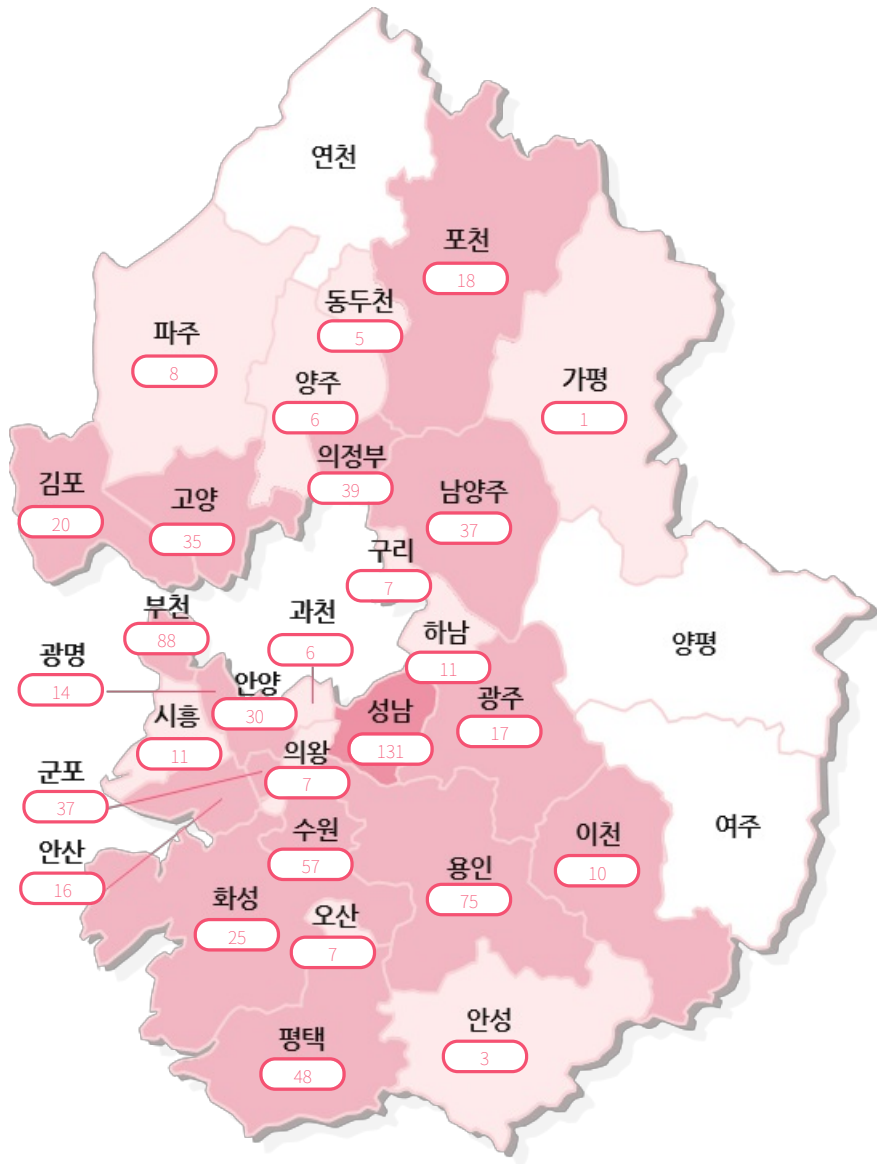 연천
포천
18
동두천
5
파주
8
양주
6
가평
1
의정부
39
김포
20
고양
35
남양주
37
구리
7
부천
88
과천
6
하남
11
양평
광명
14
안양
30
시흥
11
성남
131
광주
17
의왕
7
군포
37
수원
57
이천
10
여주
안산
16
용인
75
화성
25
오산
7
안성
3
평택
48